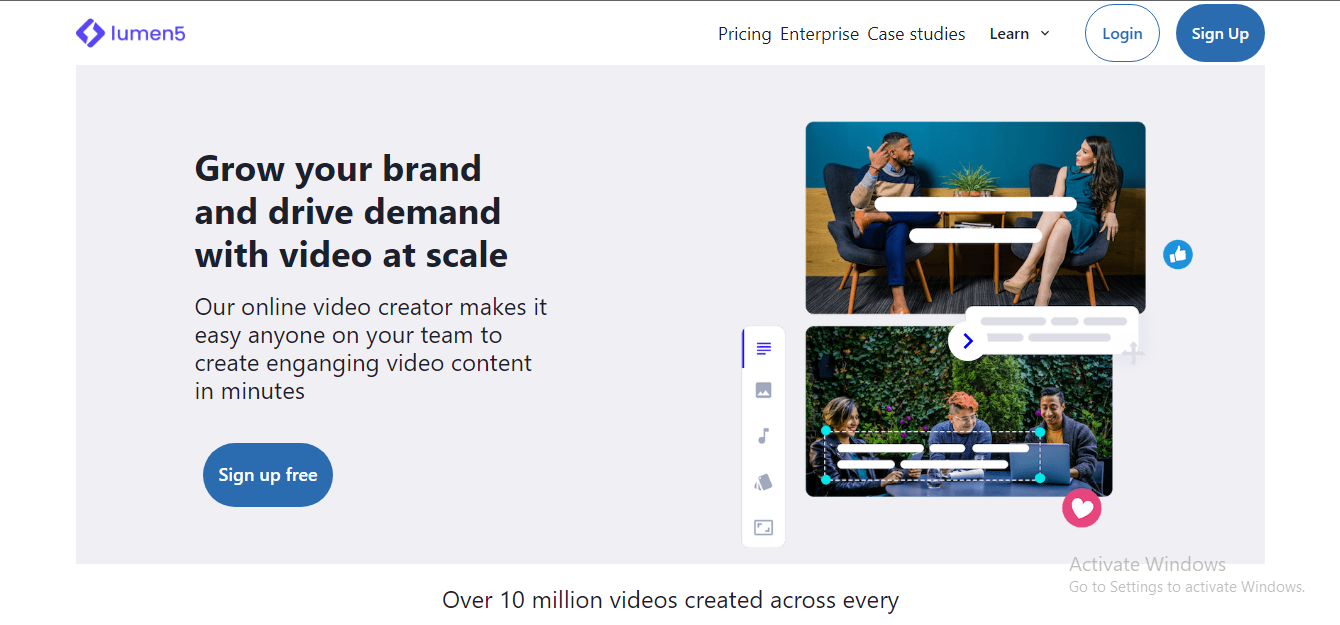 lumen5
Pricing Enterprise Case studies Learn
Login
Sign Up
Grow your brand
and drive demand
with video at scale
Our online video creator makes it
easy anyone on your team to
create enganging video content
in minutes
Sign up free
Activate Windows
Go to Settings to activate Windows.
Over 10 million videos created across every